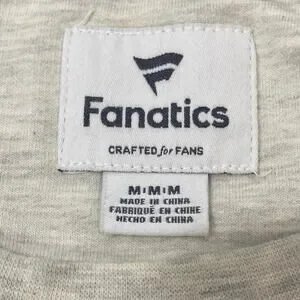 Fanatics
CRAFTED for FANS
M|M|M
MADE IN CHINA
FABRIQUÉ EN CHINE
HECHO EN CHINA